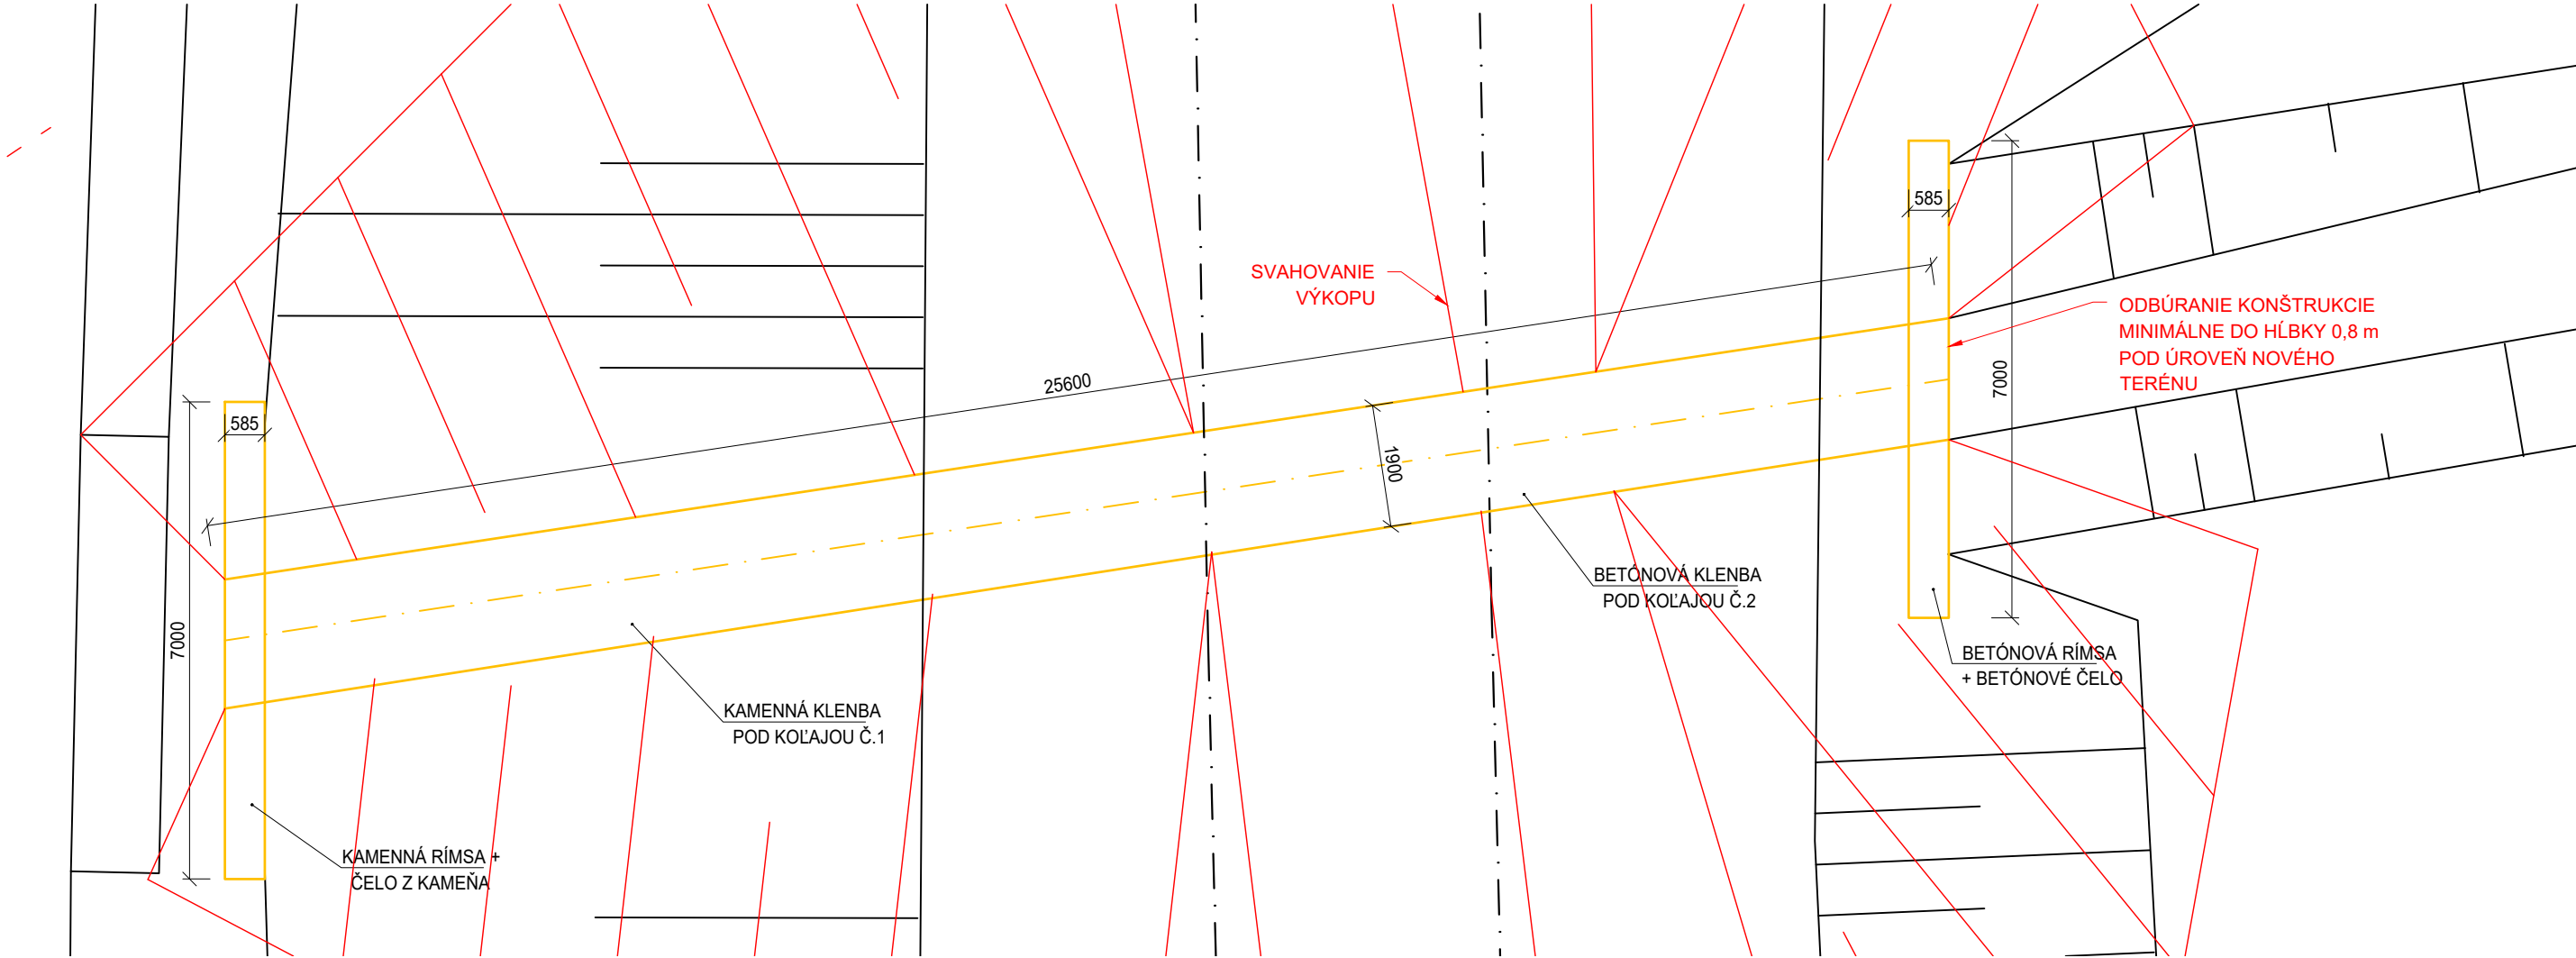 585
SVAHOVANIE
VÝKOPU
ODBÚRANIE KONŠTRUKCIE
MINIMÁLNE DO HĹBKY 0,8 m
POD ÚROVEŇ NOVÉHO
TERÉNU
7000
25600
585
1900
BETÓNOVÁ KLENBA
POD KOĽAJOU Č.2
7000
BETÓNOVÁ RÍMSA
+ BETÓNOVÉ ČELO
KAMENNÁ KLENBA
POD KOĽAJOU Č.1
KAMENNÁ RÍMSA +
ČELO Z KAMEŇA